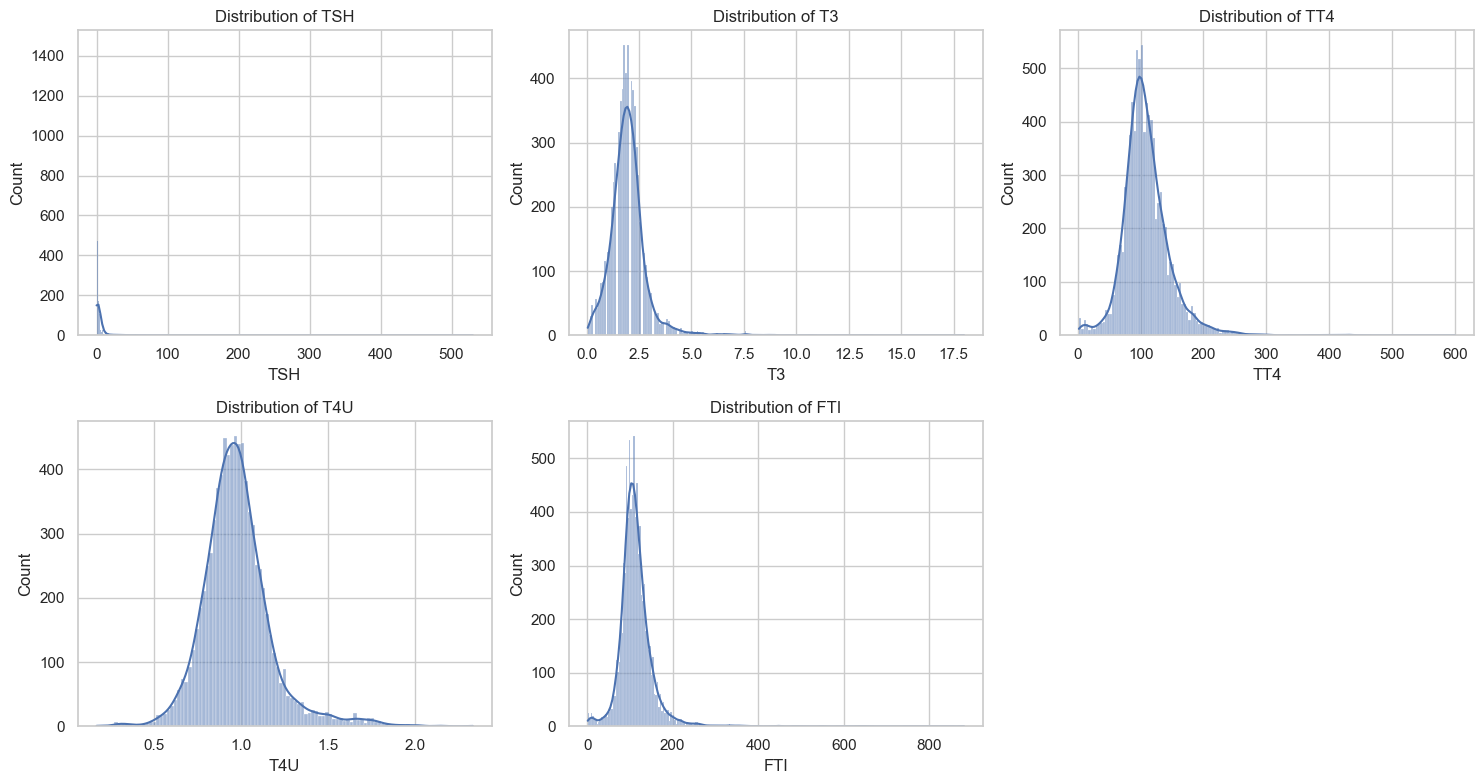 Distribution of TSH
Count
1400
1200
1000
800
600
400
200
0
0 100 200 300 400 500
TSH
Distribution of T3
Count
400
300
200
100
0
0.0 2.5 5.0 7.5 10.0 12.5 15.0 17.5
T3
Distribution of TT4
Count
500
400
300
200
100
0
0 100 200 300 400 500 600
TT4
Distribution of T4U
Count
400
300
200
100
0
0.5 1.0 1.5 2.0
T4U
Distribution of FTI
Count
500
400
300
200
100
0
0 200 400 600 800
FTI